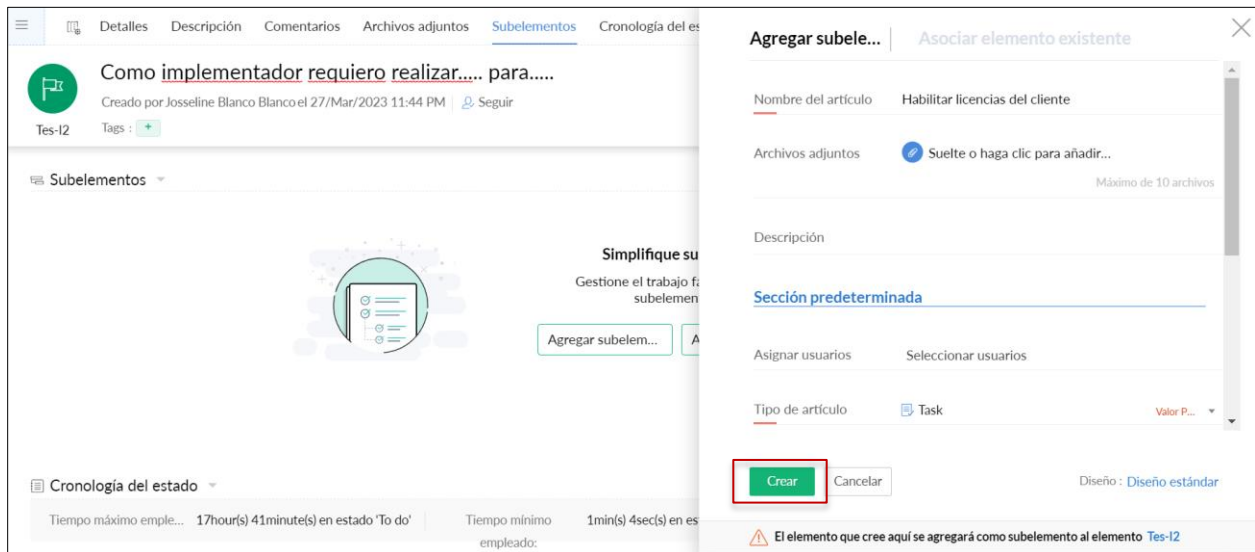 Detalles Descripción Comentarios Archivos adjuntos Subelementos Cronología del es
Como implementador requiero realizar..... para.....
Creado por Josseline Blanco Blanco el 27/Mar/2023 11:44 PM Seguir
Tes-I2 Tags : +
Subelementos
Simplifique su
Gestione el trabajo fa
subelemen
Agregar subelem... A
Cronología del estado
Tiempo máximo emple... 17hour(s) 41minute(s) en estado 'To do' Tiempo mínimo 1min(s) 4sec(s) en es
empleado:
Agregar subele... Asociar elemento existente
Nombre del artículo Habilitar licencias del cliente
Archivos adjuntos Suelte o haga clic para añadir...
Máximo de 10 archivos
Descripción
Sección predeterminada
Asignar usuarios Seleccionar usuarios
Tipo de artículo Task Valor P...
Crear Cancelar Diseño : Diseño estándar
El elemento que cree aquí se agregará como subelemento al elemento Tes-I2